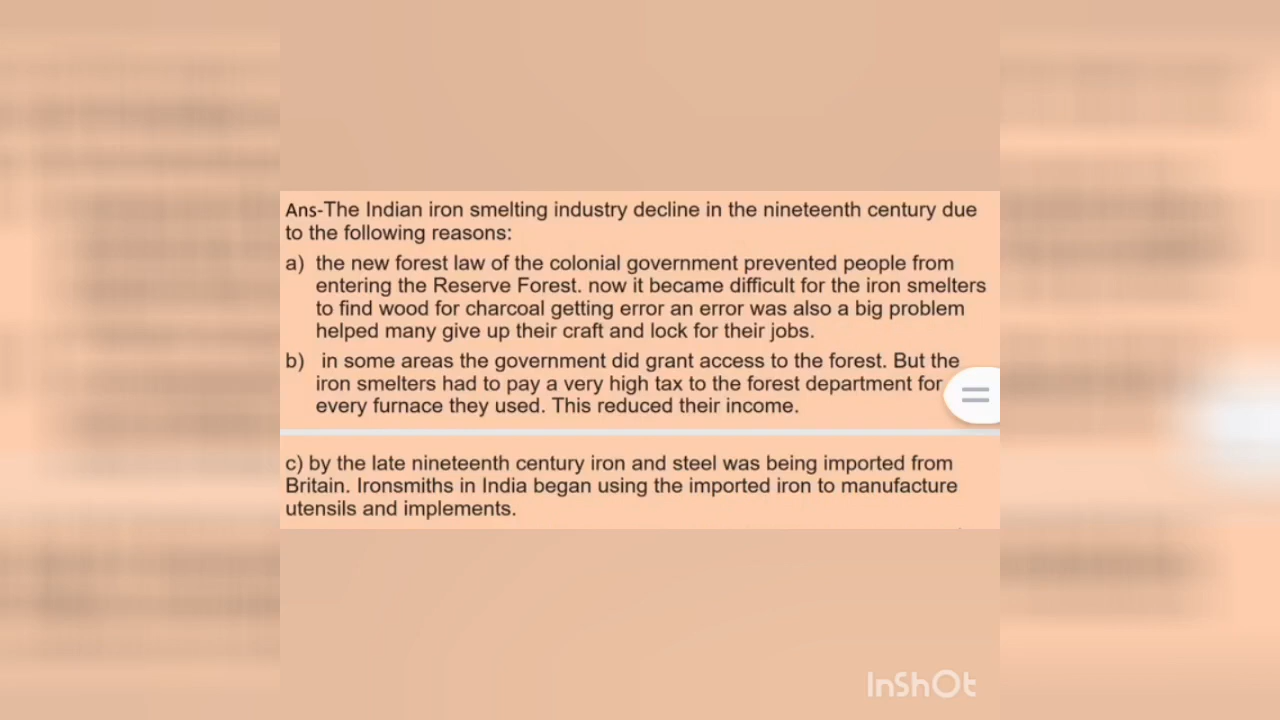 Ans-The Indian iron smelting industry decline in the nineteenth century due
to the following reasons:
a) the new forest law of the colonial government prevented people from
entering the Reserve Forest. now it became difficult for the iron smelters
to find wood for charcoal getting error an error was also a big problem
helped many give up their craft and lock for their jobs.
b) in some areas the government did grant access to the forest. But the
iron smelters had to pay a very high tax to the forest department for
every furnace they used. This reduced their income.
c) by the late nineteenth century iron and steel was being imported from
Britain. Ironsmiths in India began using the imported iron to manufacture
utensils and implements.
InShOt